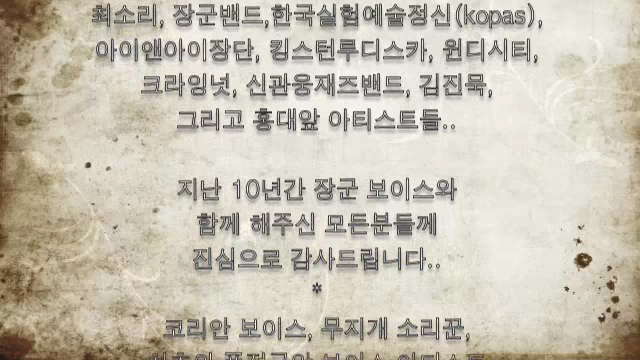 최소리, 장군밴드,한국실험예술정신(kopas),
아이앤아이장단, 킹스턴루디스카, 윈디시티,
크라잉넛, 신관웅재즈밴드, 김진묵,
그리고 홍대앞 아티스트들..
지난 10년간 장군 보이스와
함께 해주신 모든분들께
진심으로 감사드립니다..
*
코리안 보이스, 무지개 소리꾼,